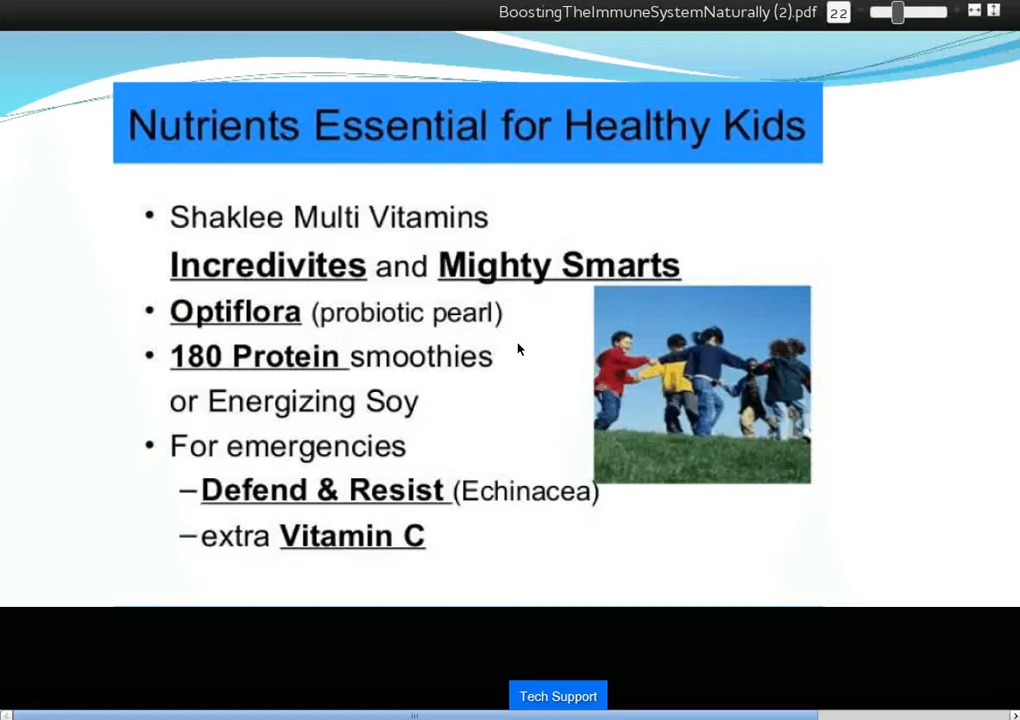 BoostingTheImmuneSystemNaturally (2).pdf 22
Nutrients Essential for Healthy Kids
• Shaklee Multi Vitamins
Incredivites and Mighty Smarts
• Optiflora (probiotic pearl)
• 180 Protein smoothies
or Energizing Soy
• For emergencies
–Defend & Resist (Echinacea)
–extra Vitamin C
Tech Support